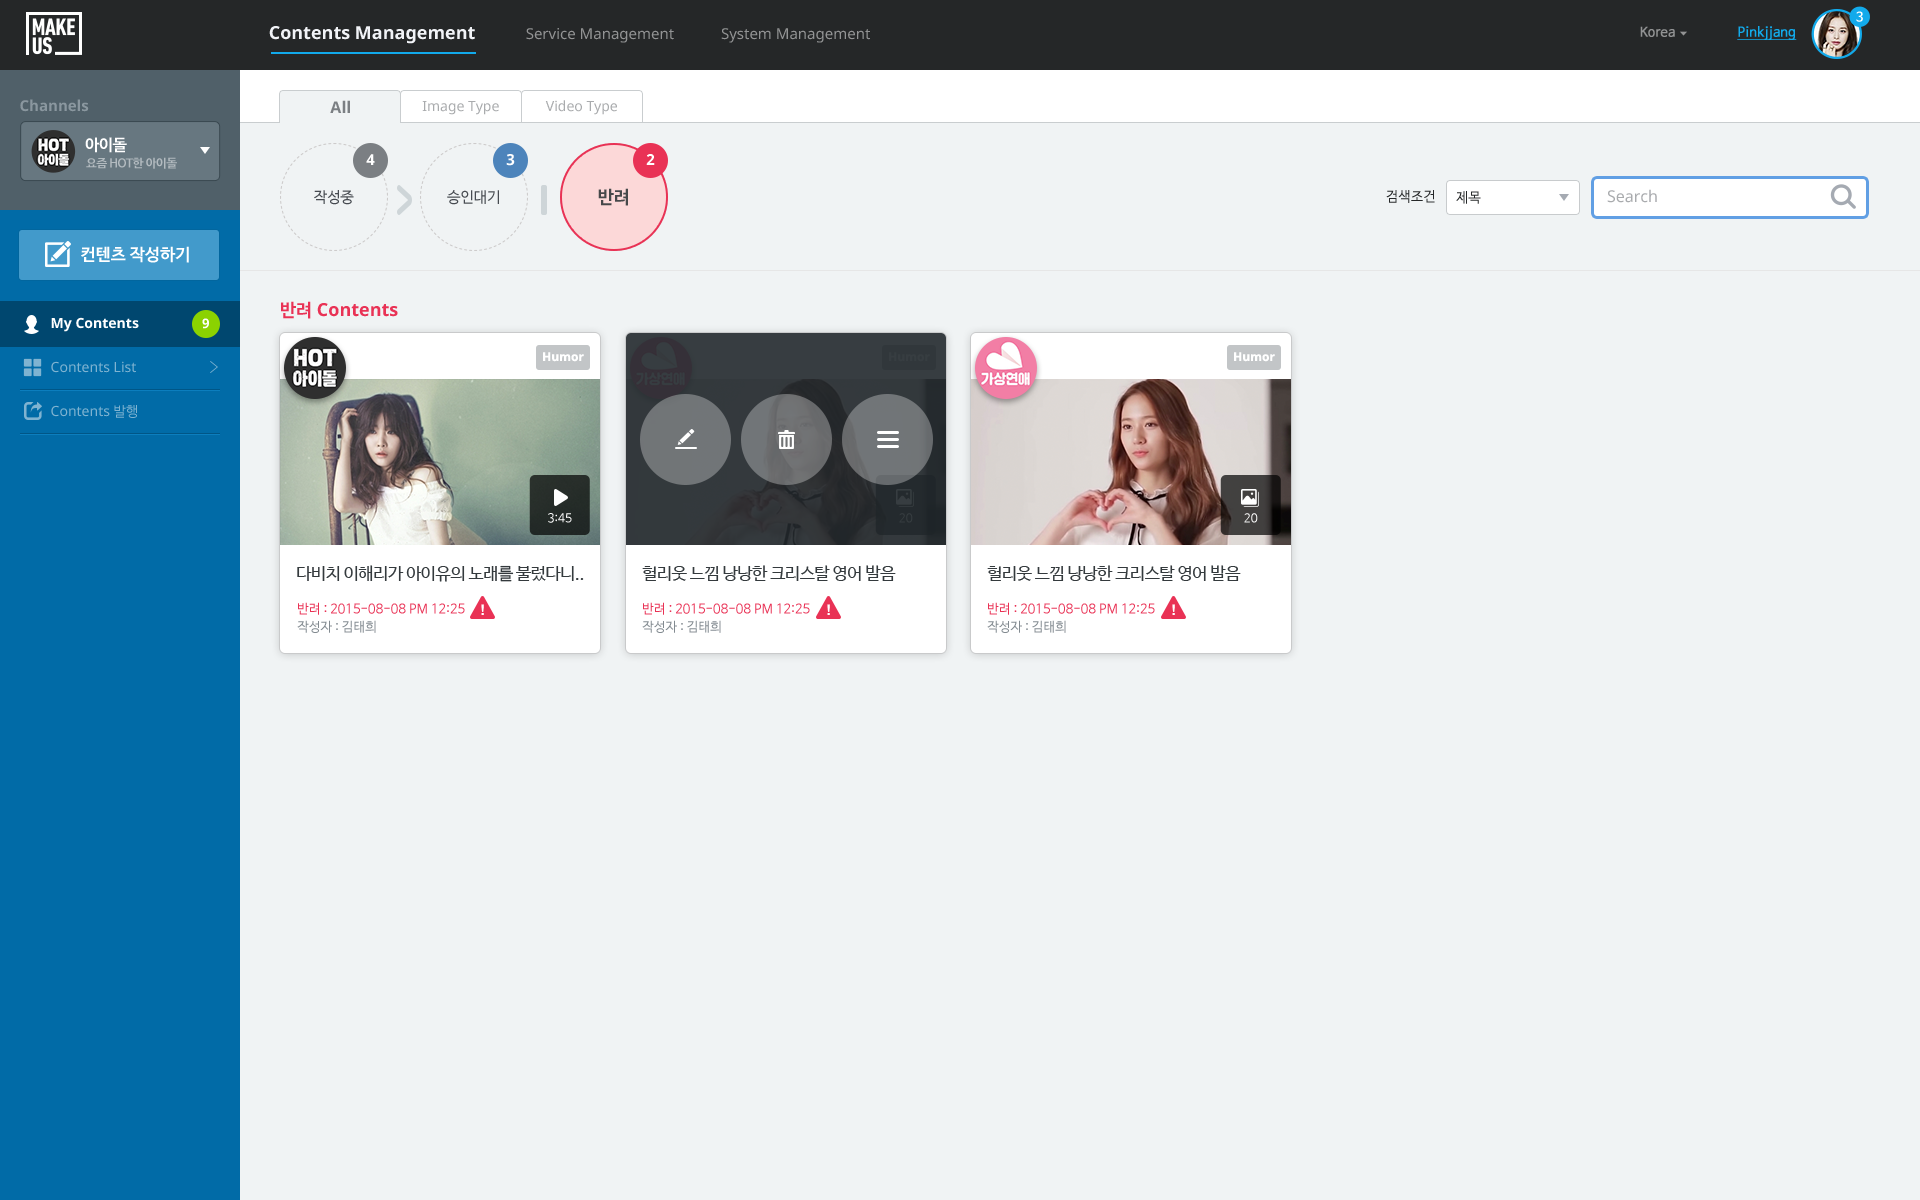 MAKE
US
Contents Management
Service Management
System Management
Korea
Pinkjjang
3
Channels
HOT
아이돌
아이돌
요즘 HOT한 아이돌
컨텐츠 작성하기
My Contents
9
Contents List
Contents 발행
All
Image Type
Video Type
작성중
4
승인대기
3
반려
2
검색조건
제목
Search
반려 Contents
HOT
아이돌
Humor
3:45
다비치 이해리가 아이유의 노래를 불렀다니..
반려 : 2015-08-08 PM 12:25
작성자 : 김태희
가상연애
Humor
20
헐리웃 느낌 낭낭한 크리스탈 영어 발음
반려 : 2015-08-08 PM 12:25
작성자 : 김태희
가상연애
Humor
20
헐리웃 느낌 낭낭한 크리스탈 영어 발음
반려 : 2015-08-08 PM 12:25
작성자 : 김태희